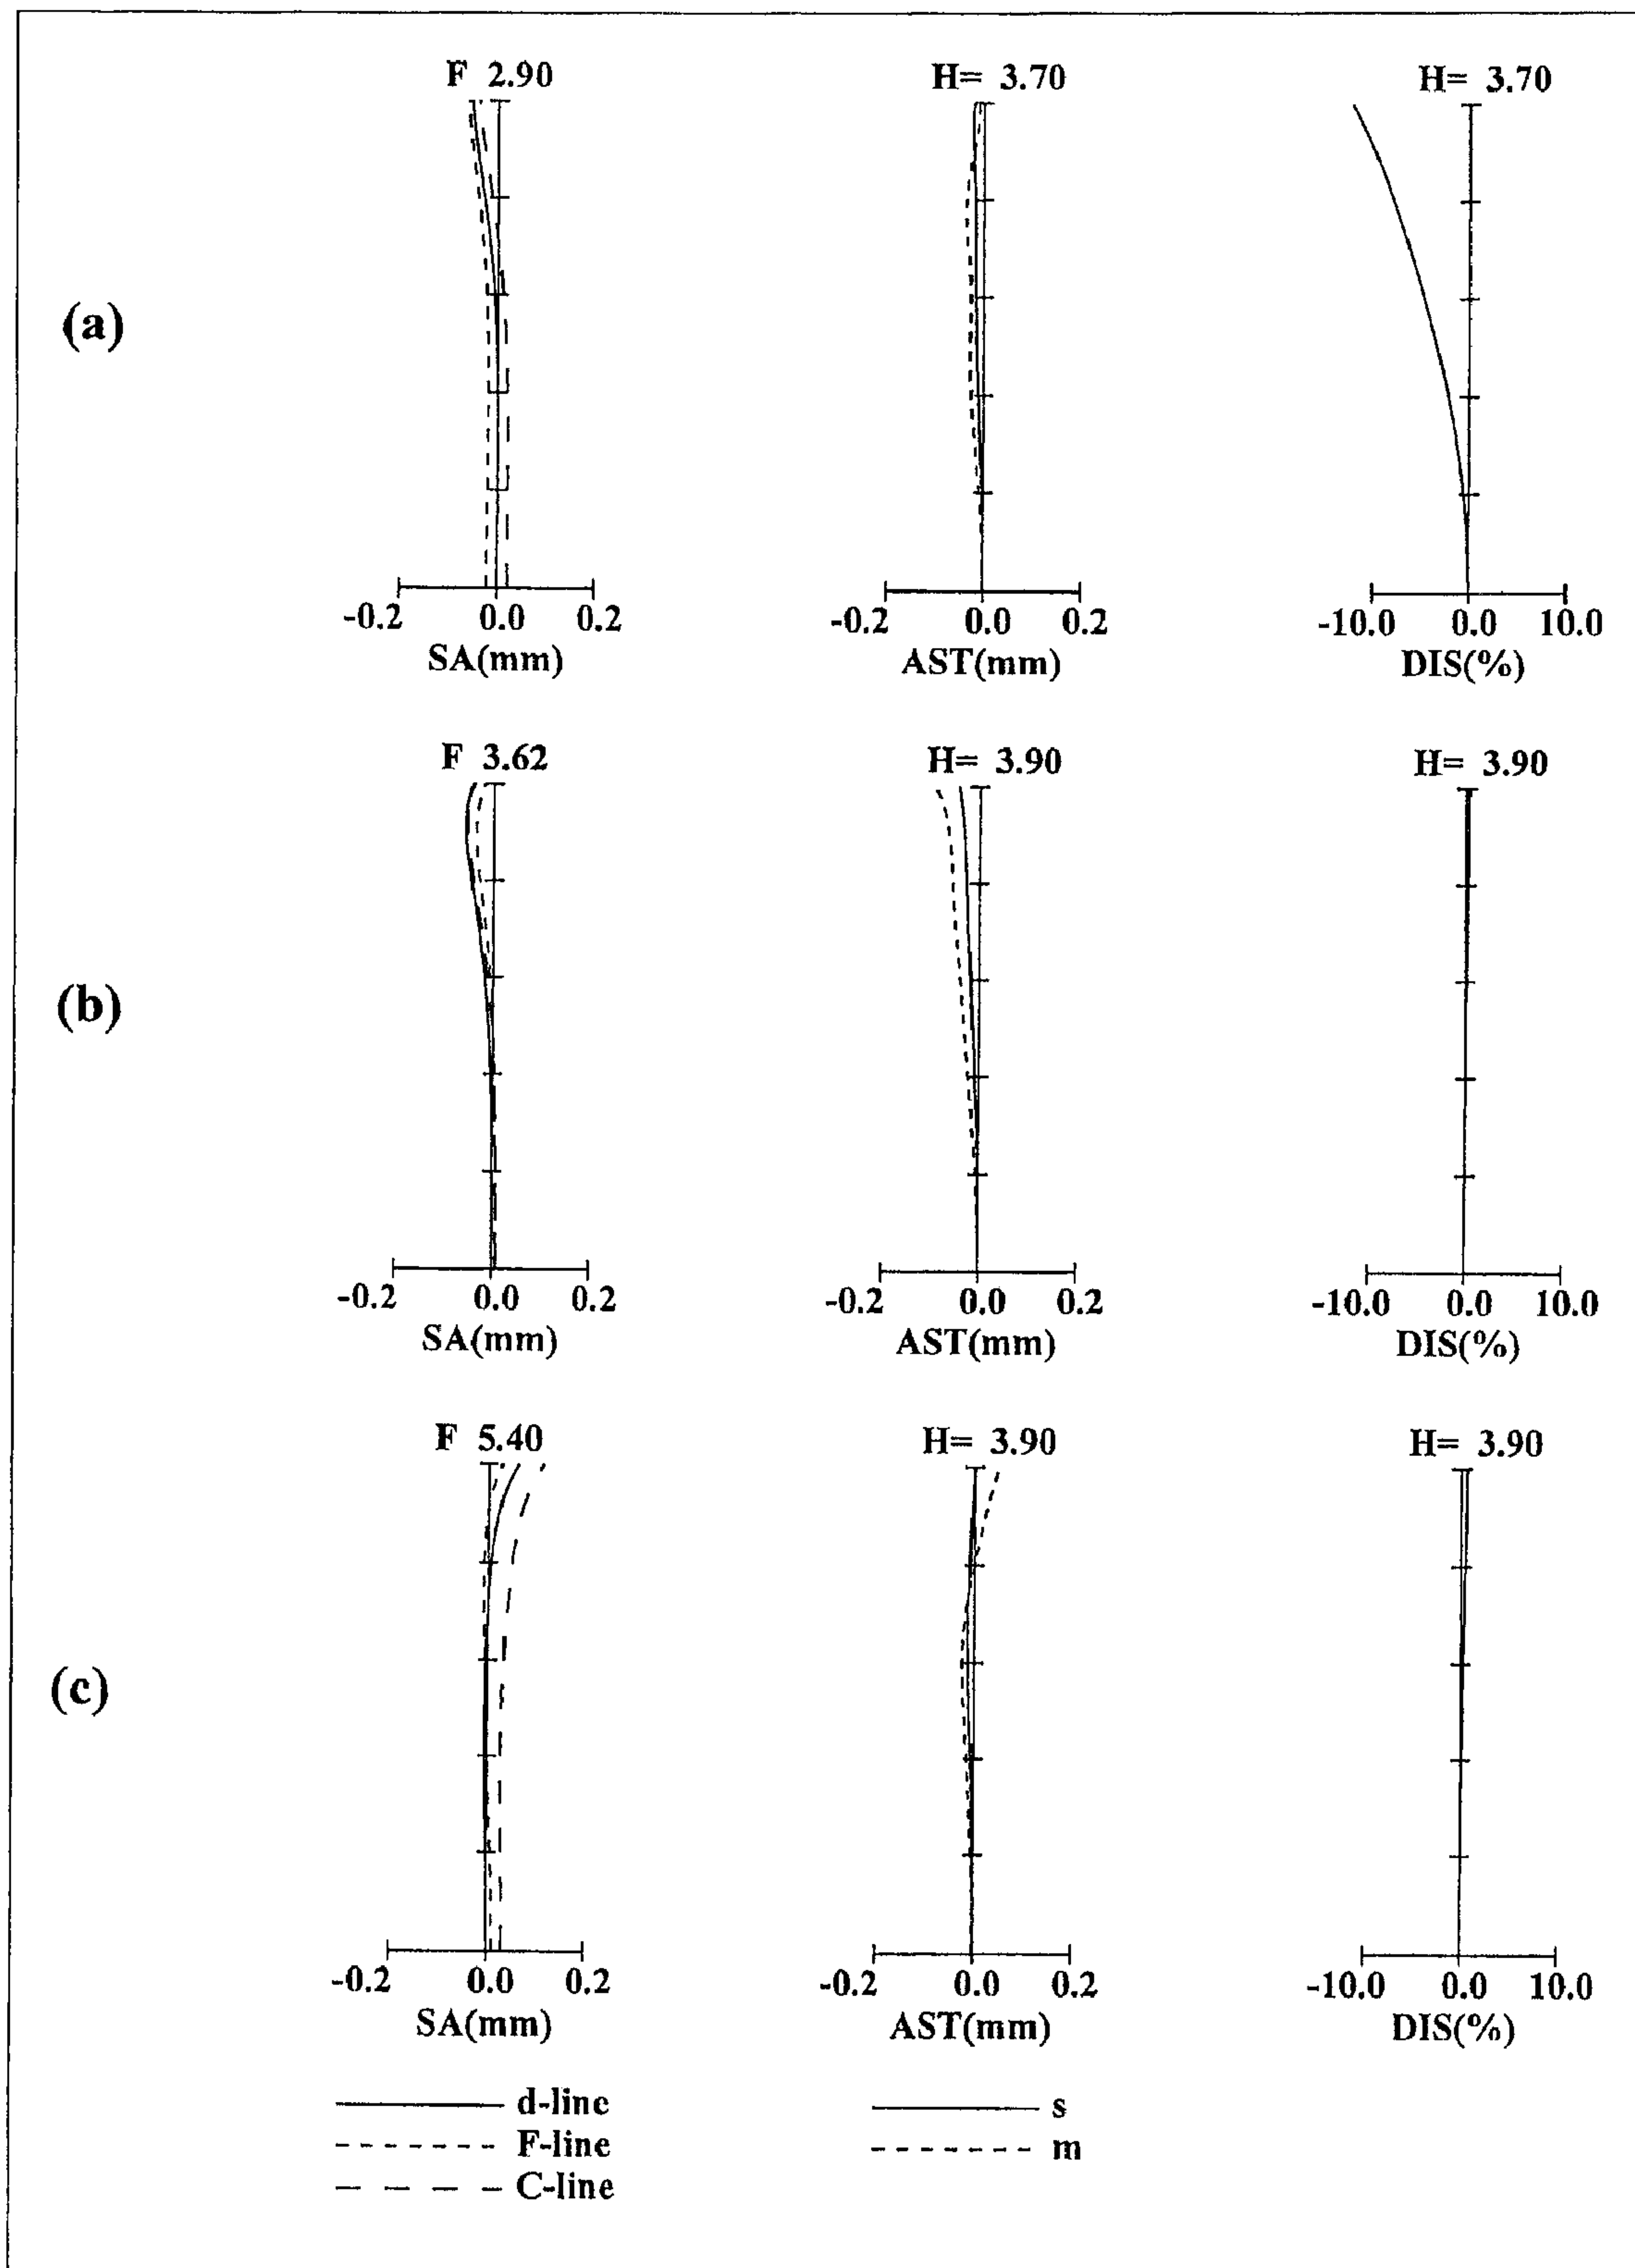 F 2.90 H= 3.70 H= 3.70
(a)
-0.2 0.0 0.2 -0.2 0.0 0.2 -10.0 0.0 10.0
SA(mm) AST(mm) DIS(%)
F 3.62 H= 3.90 H= 3.90
(b)
-0.2 0.0 0.2 -0.2 0.0 0.2 -10.0 0.0 10.0
SA(mm) AST(mm) DIS(%)
F 5.40 H= 3.90 H= 3.90
(c)
-0.2 0.0 0.2 -0.2 0.0 0.2 -10.0 0.0 10.0
SA(mm) AST(mm) DIS(%)
d-line s
F-line m
C-line